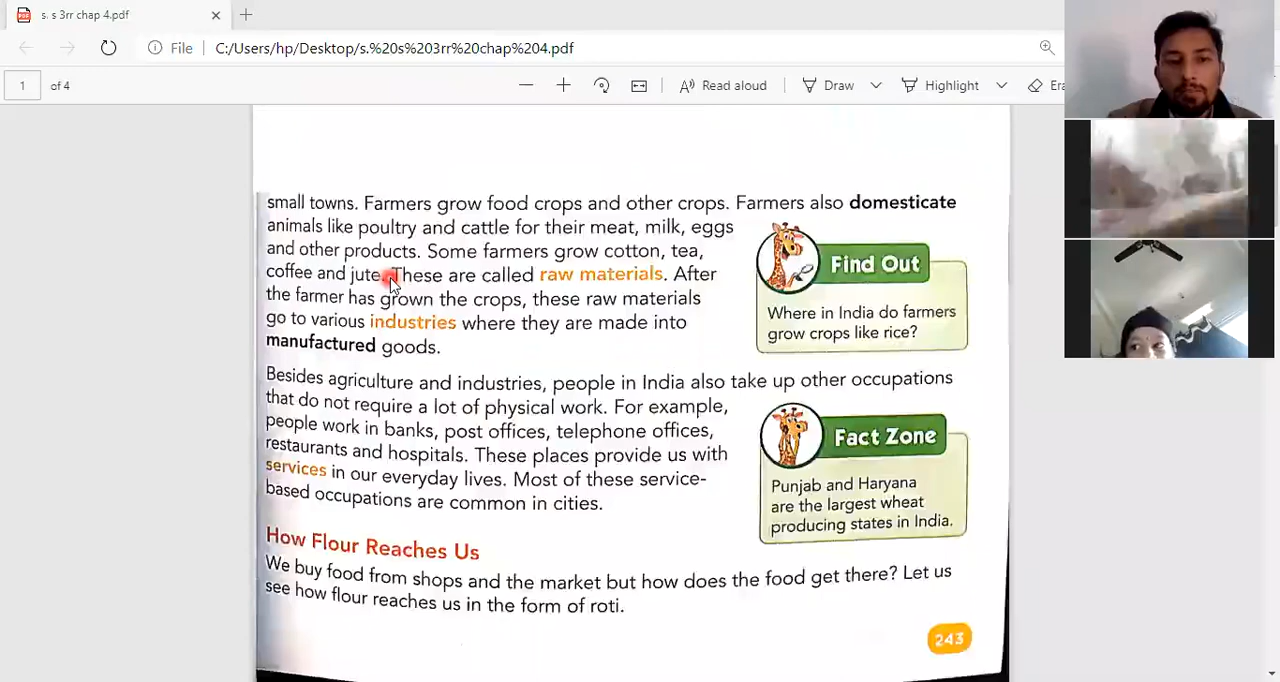 s. s 3rr chap 4.pdf
File
C:/Users/hp/Desktop/s.%20s%203rr%20chap%204.pdf
1
of 4
Read aloud
Draw
Highlight
small towns. Farmers grow food crops and other crops. Farmers also domesticate
animals like poultry and cattle for their meat, milk, eggs
and other products. Some farmers grow cotton, tea,
coffee and jute. These are called raw materials. After
the farmer has grown the crops, these raw materials
go to various industries where they are made into
manufactured goods.
Find Out
Where in India do farmers
grow crops like rice?
Besides agriculture and industries, people in India also take up other occupations
that do not require a lot of physical work. For example,
people work in banks, post offices, telephone offices,
restaurants and hospitals. These places provide us with
services in our everyday lives. Most of these service-
based occupations are common in cities.
Fact Zone
Punjab and Haryana
are the largest wheat
producing states in India.
How Flour Reaches Us
We buy food from shops and the market but how does the food get there? Let us
see how flour reaches us in the form of roti.
243